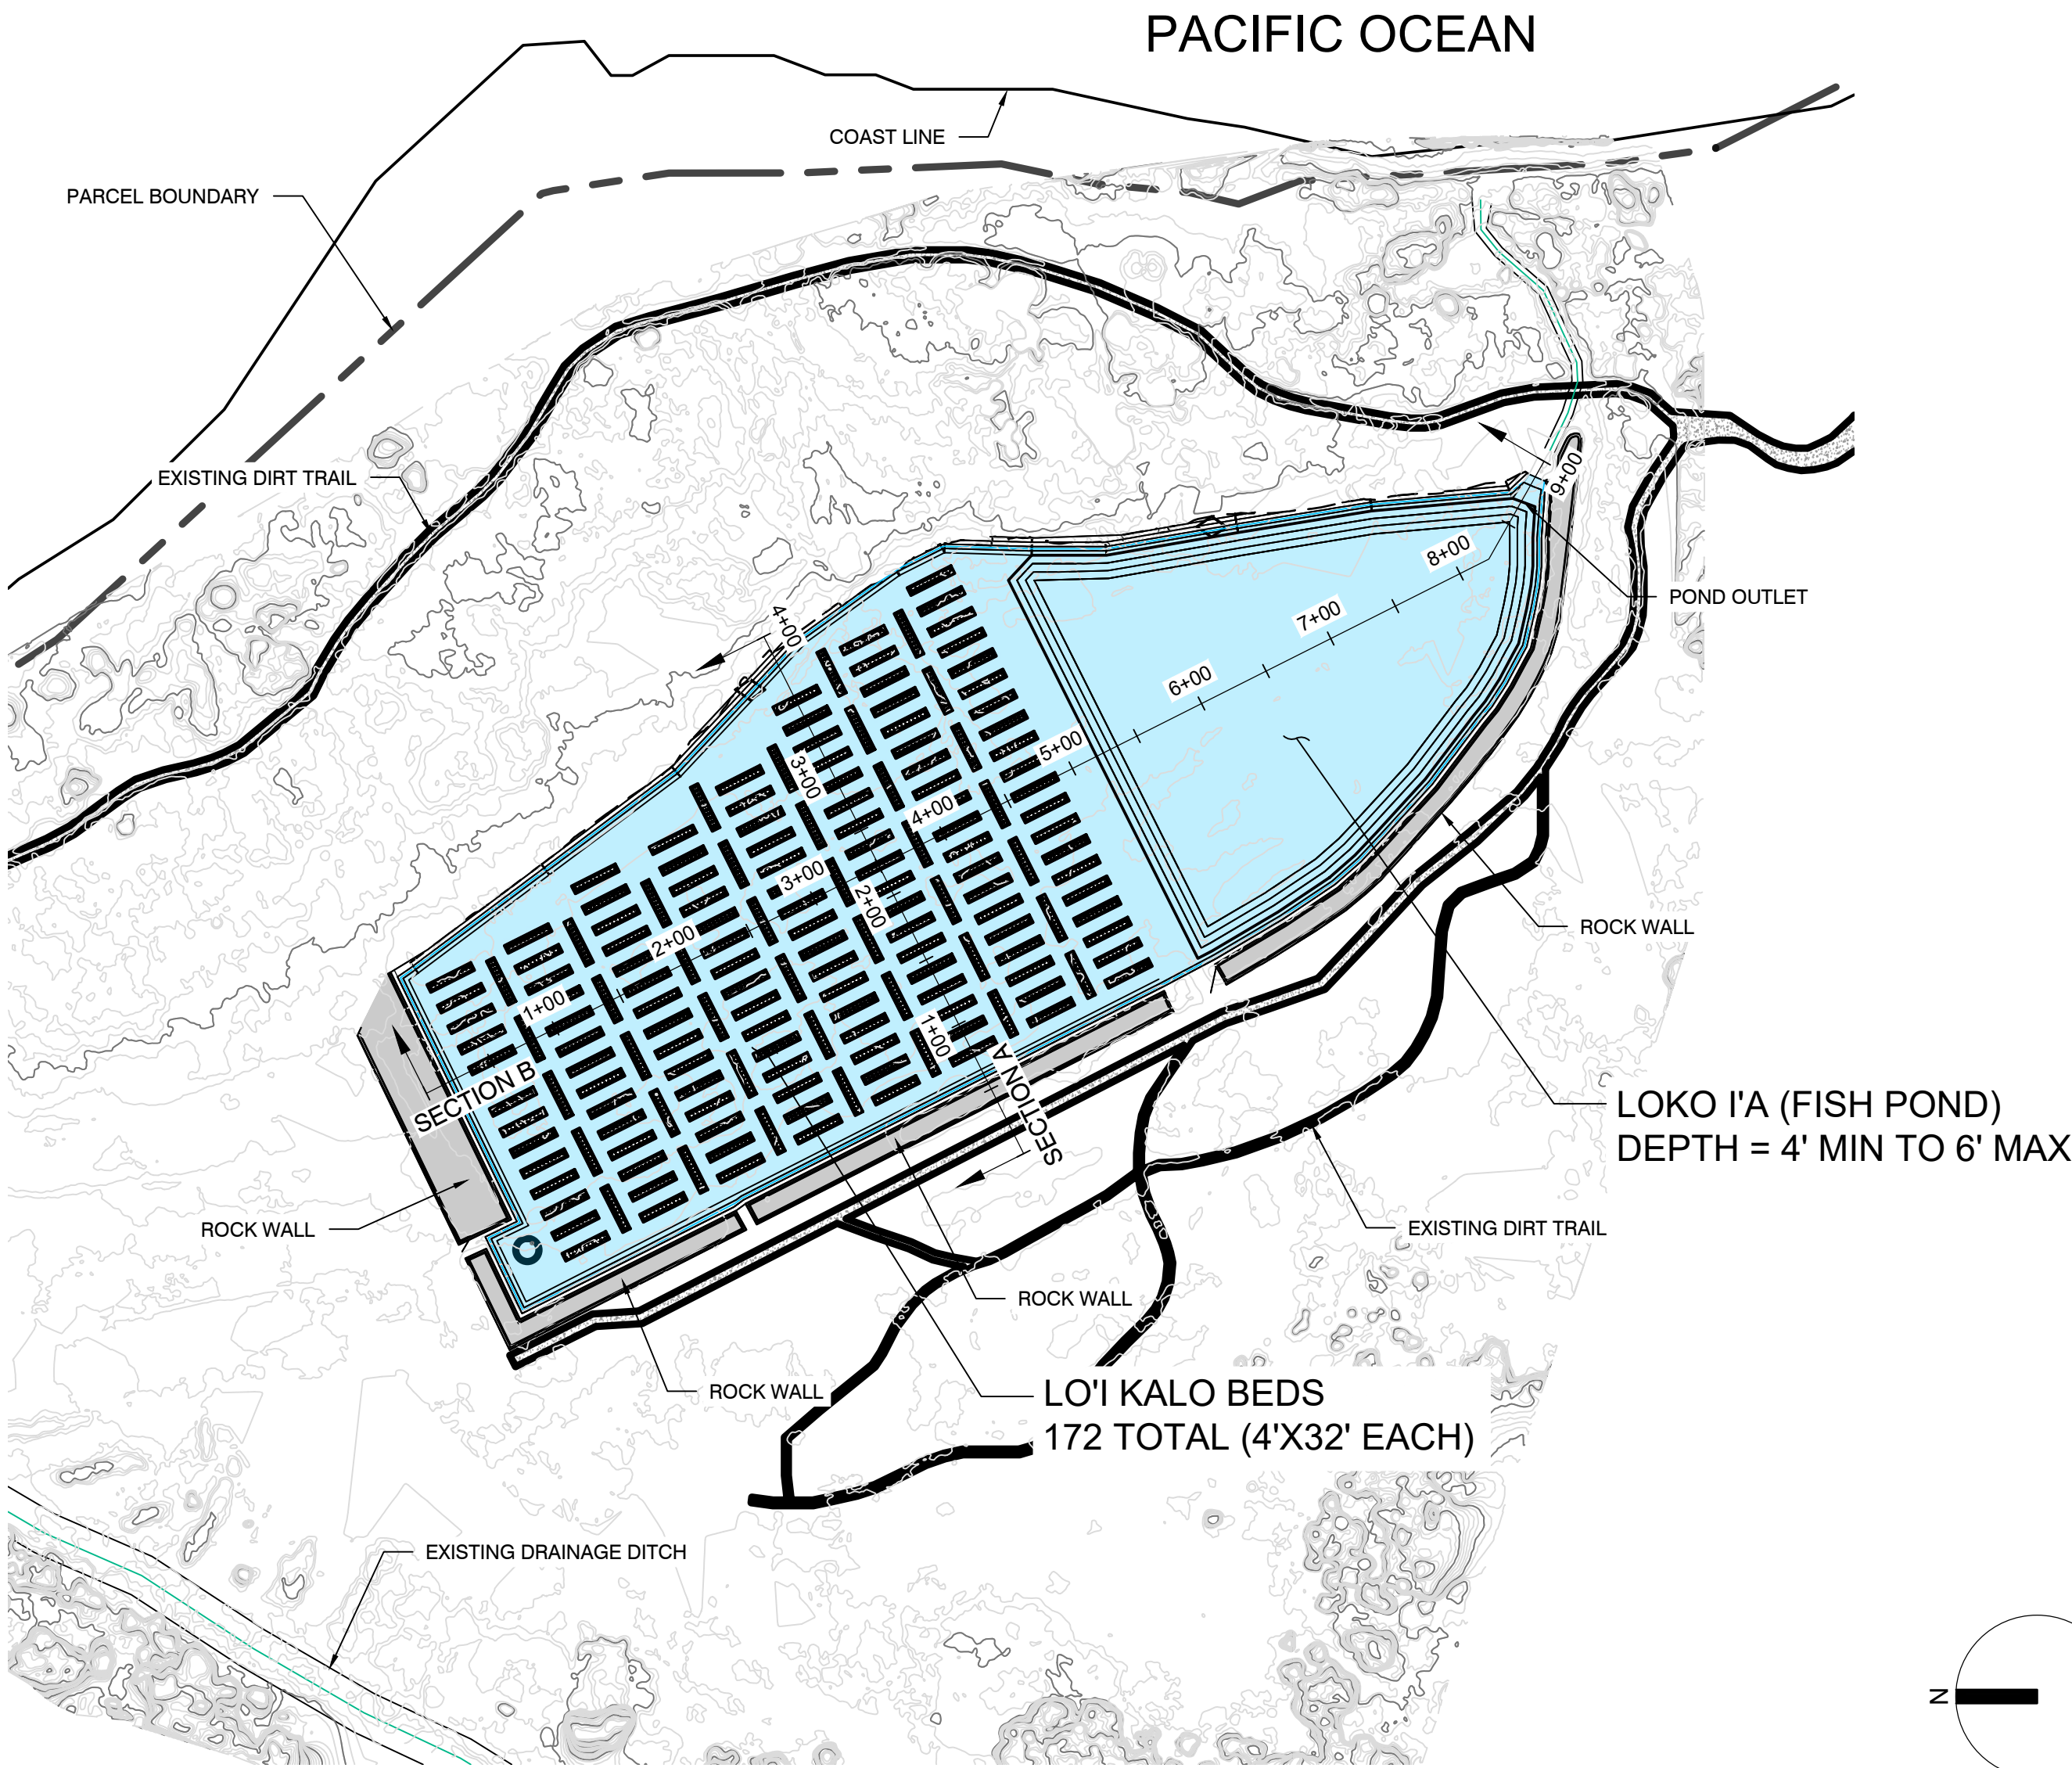 PACIFIC OCEAN
COAST LINE
PARCEL BOUNDARY
EXISTING DIRT TRAIL
9+00
8+00
POND OUTLET
4+00
7+00
6+00
5+00
3+00
4+00
3+00
2+00
2+00
ROCK WALL
1+00
1+00
SECTION B
SECTION A
LOKO I'A (FISH POND)
DEPTH = 4' MIN TO 6' MAX
ROCK WALL
EXISTING DIRT TRAIL
ROCK WALL
ROCK WALL
LO'I KALO BEDS
172 TOTAL (4'X32' EACH)
EXISTING DRAINAGE DITCH
N